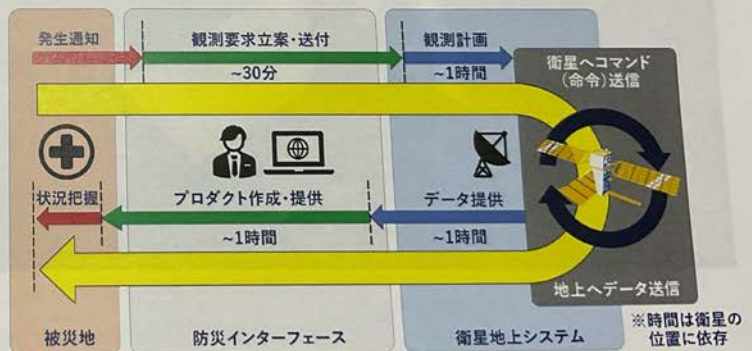 発生通知
観測要求立案・送付
~30分
観測計画
~1時間
衛星へコマンド
(命令)送信
状況把握
プロダクト作成・提供
~1時間
データ提供
~1時間
地上へデータ送信
被災地
防災インターフェース
衛星地上システム
※時間は衛星の
位置に依存